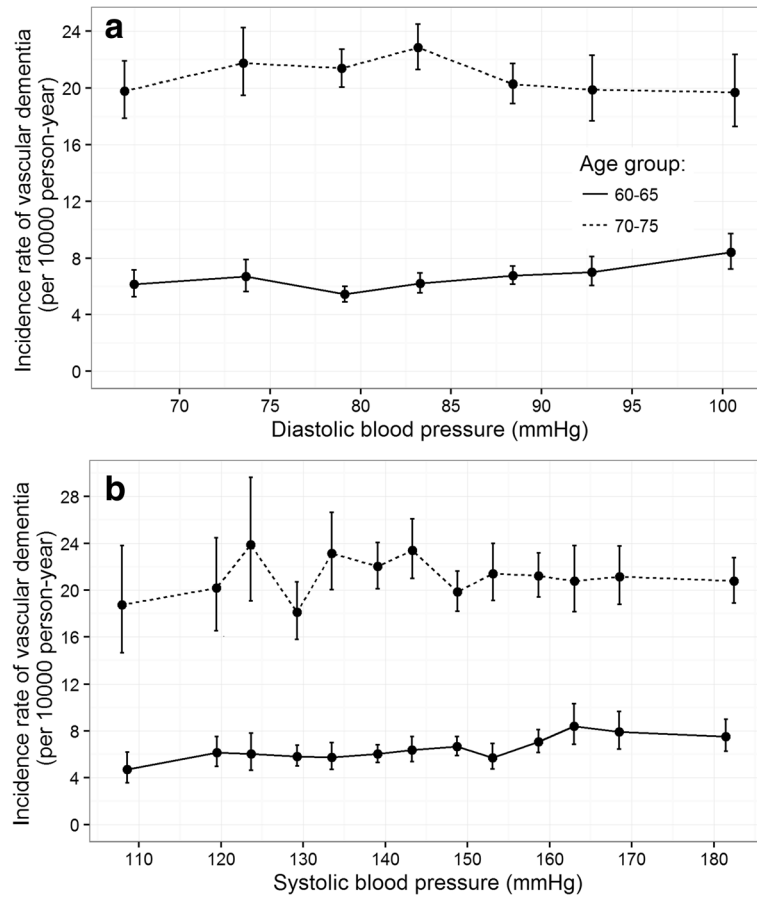 a
Incidence rate of vascular dementia
(per 10000 person-year)
24
20
16
12
8
4
0
Age group:
60-65
70-75
70 75 80 85 90 95 100
Diastolic blood pressure (mmHg)
b
Incidence rate of vascular dementia
(per 10000 person-year)
28
24
20
16
12
8
4
0
110 120 130 140 150 160 170 180
Systolic blood pressure (mmHg)